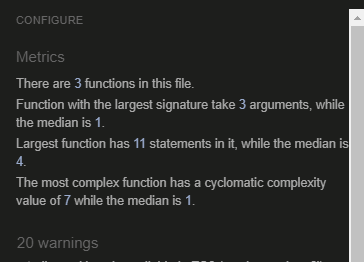 CONFIGURE
Metrics
There are 3 functions in this file.
Function with the largest signature take 3 arguments, while
the median is 1.
Largest function has 11 statements in it, while the median is
4.
The most complex function has a cyclomatic complexity
value of 7 while the median is 1.
20 warnings